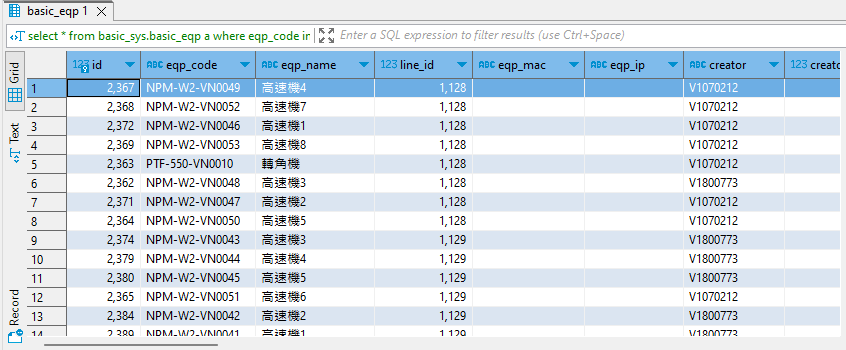 basic_eqp 1
select * from basic_sys.basic_eqp a where eqp_code ir Enter a SQL expression to filter results (use Ctrl+Space)
Grid
Text
Record
123 id ABC eqp_code ABC eqp_name 123 line_id ABC eqp_mac ABC eqp_ip ABC creator 123 creato
1 2,367 NPM-W2-VN0049 高速機4 1,128 V1070212
2 2,368 NPM-W2-VN0052 高速機7 1,128 V1070212
3 2,372 NPM-W2-VN0046 高速機1 1,128 V1070212
4 2,369 NPM-W2-VN0053 高速機8 1,128 V1070212
5 2,363 PTF-550-VN0010 轉角機 1,128 V1070212
6 2,362 NPM-W2-VN0048 高速機3 1,128 V1800773
7 2,371 NPM-W2-VN0047 高速機2 1,128 V1070212
8 2,364 NPM-W2-VN0050 高速機5 1,128 V1070212
9 2,374 NPM-W2-VN0043 高速機3 1,129 V1800773
10 2,379 NPM-W2-VN0044 高速機4 1,129 V1800773
11 2,380 NPM-W2-VN0045 高速機5 1,129 V1800773
12 2,365 NPM-W2-VN0051 高速機6 1,129 V1070212
13 2,384 NPM-W2-VN0042 高速機2 1,129 V1800773
14 2,389 NPM-W2-VN0041 高速機1 1,129 V1800773